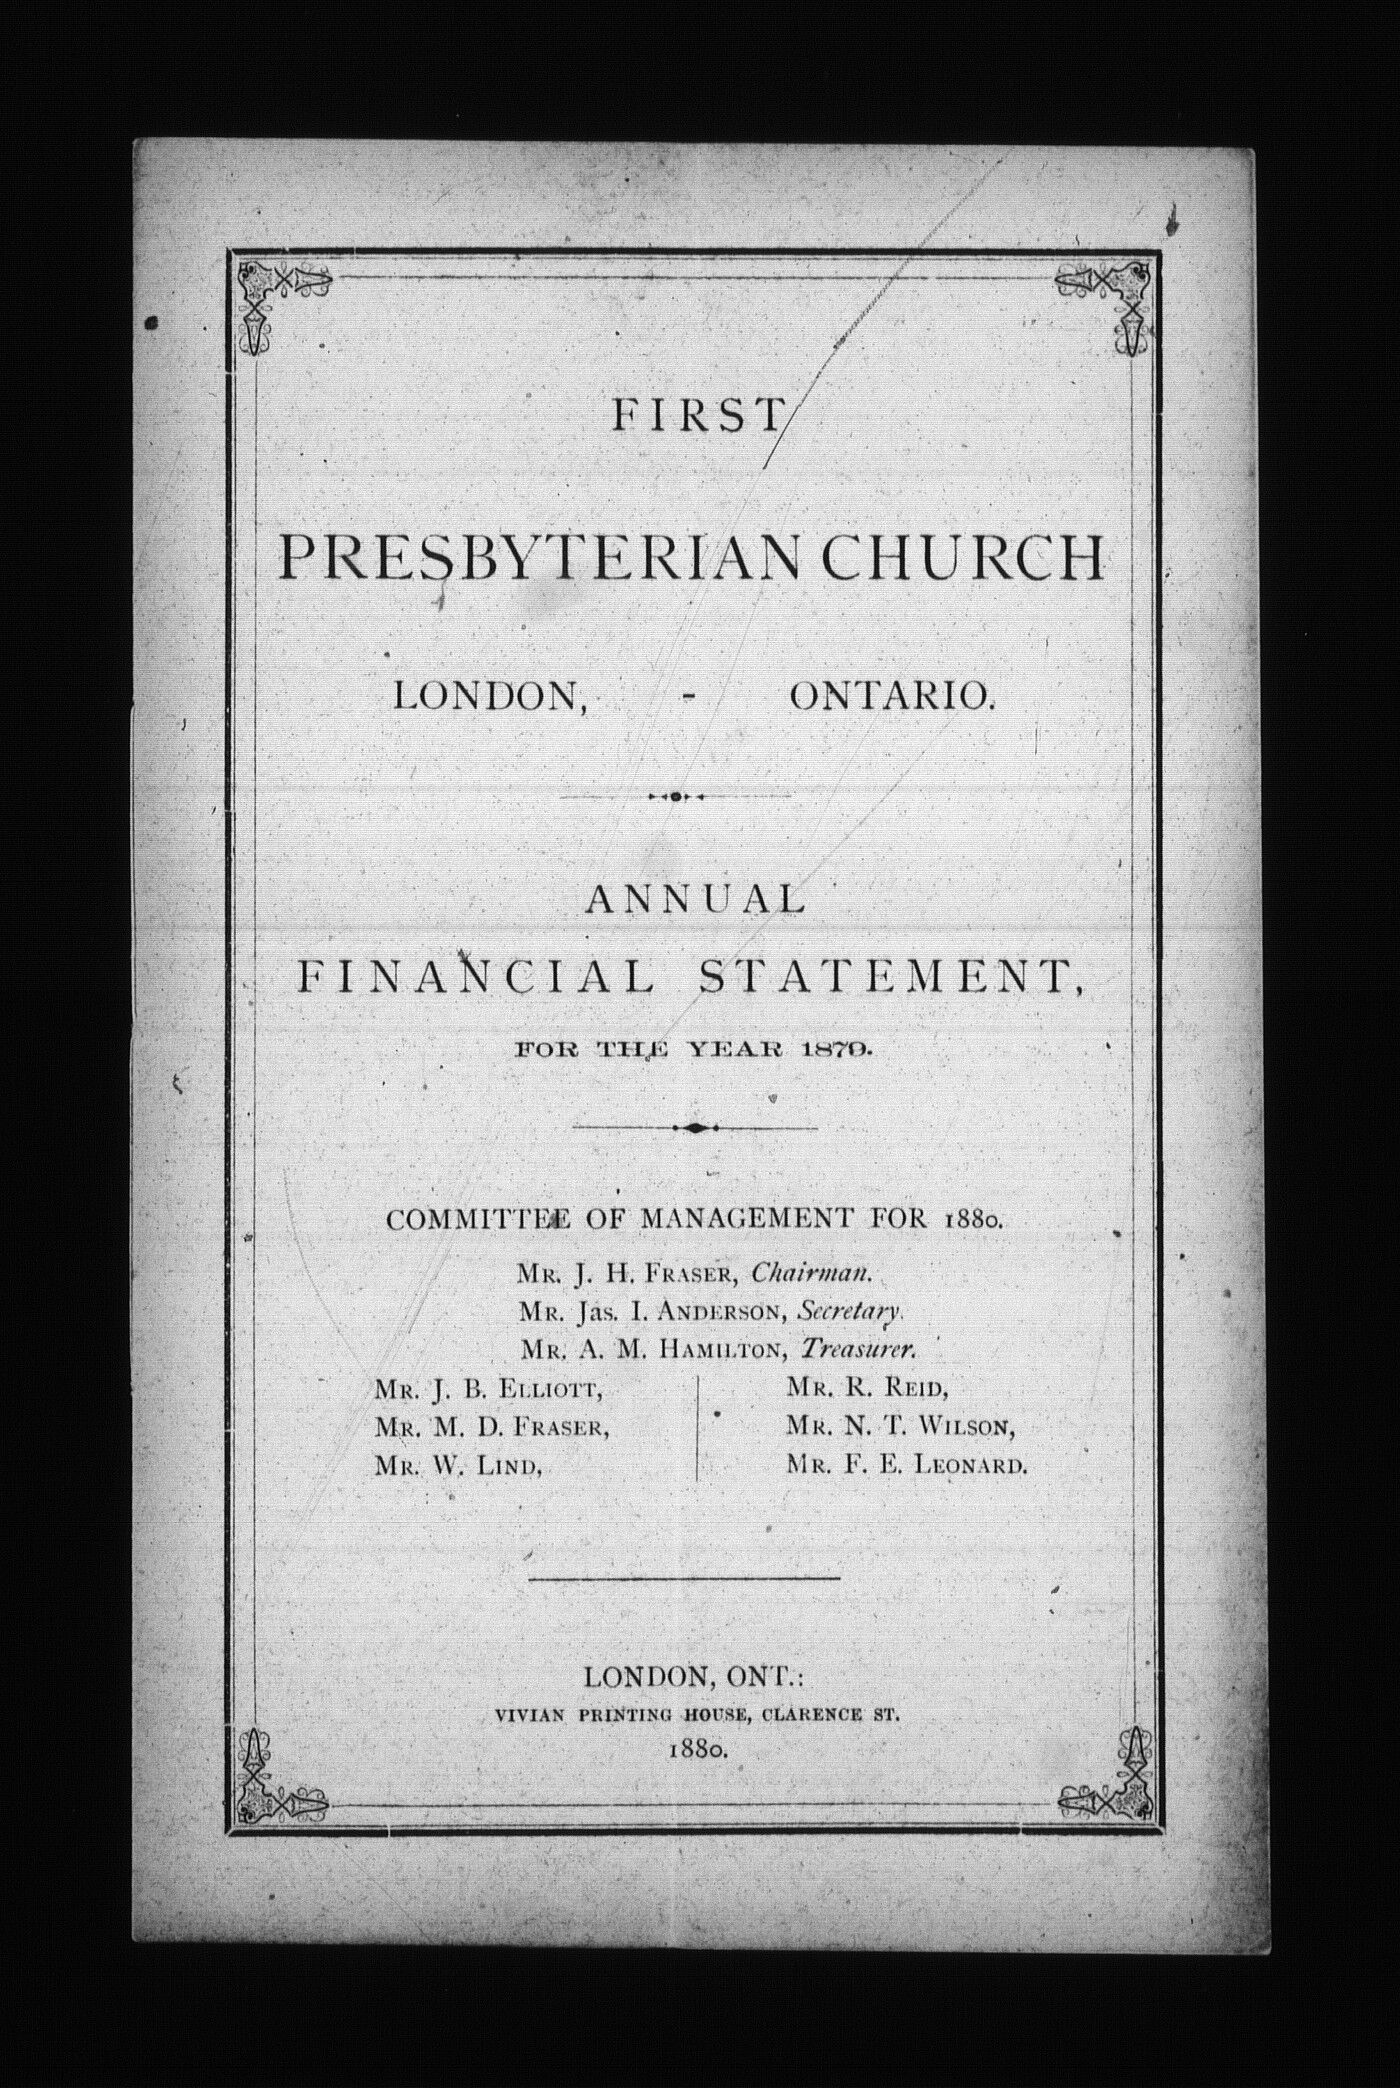 FIRST
PRESBYTERIAN CHURCH
LONDON, - ONTARIO.
ANNUAL
FINANCIAL STATEMENT,
FOR THE YEAR 1879.
COMMITTEE OF MANAGEMENT FOR 1880.
MR. J. H. FRASER, Chairman.
MR. Jas. I. ANDERSON, Secretary.
MR. A. M. HAMILTON, Treasurer.
MR. J. B. ELLIOTT,
MR. M. D. FRASER,
MR. W. LIND,
MR. R. REID,
MR. N. T. WILSON,
MR. F. E. LEONARD.
LONDON, ONT.:
VIVIAN PRINTING HOUSE, CLARENCE ST.
1880.